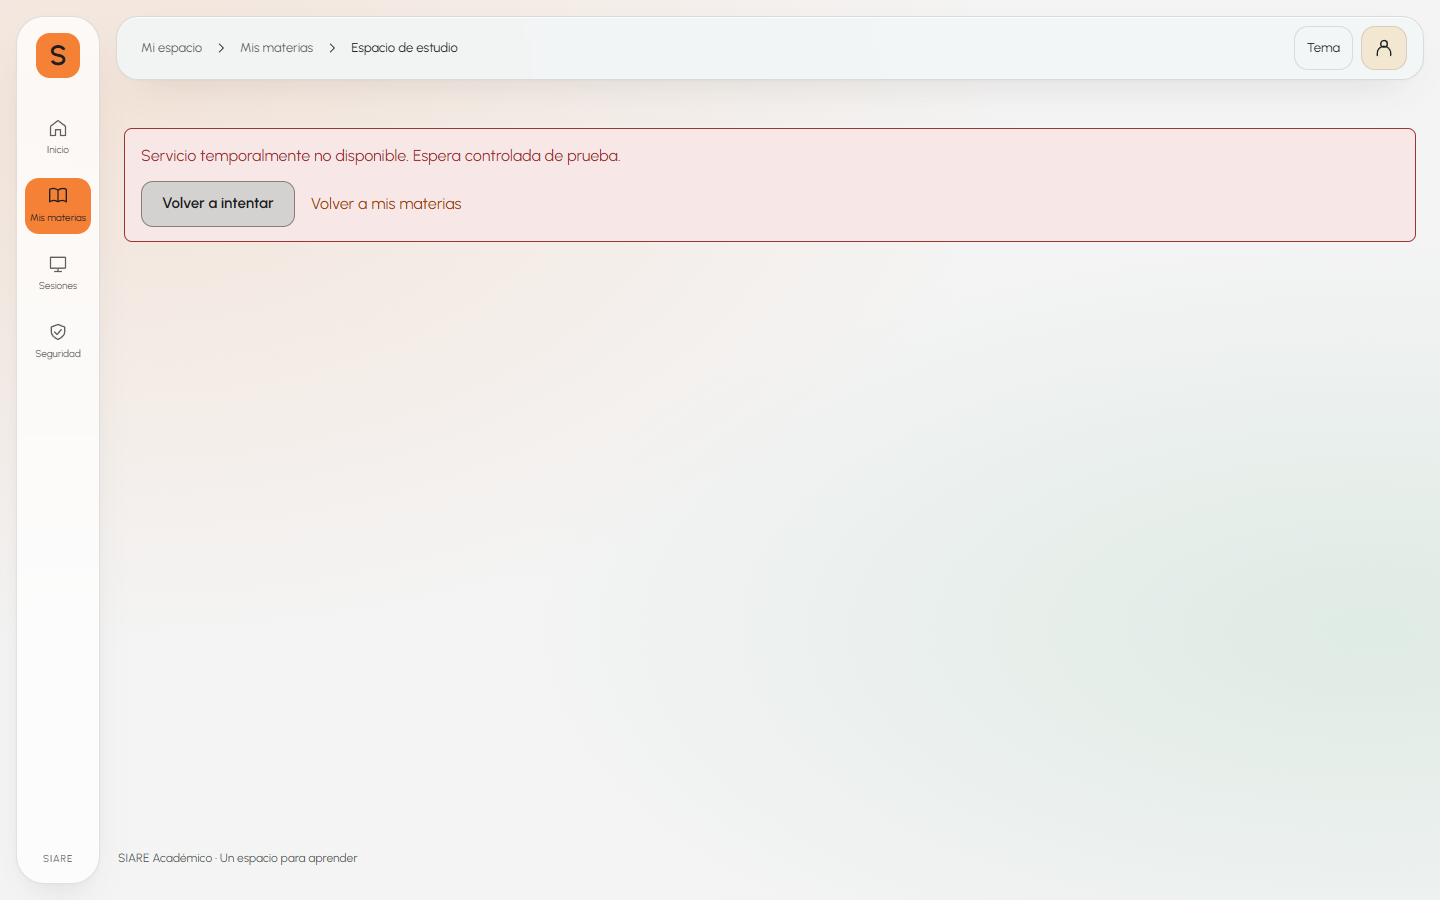 S
Mi espacio > Mis materias > Espacio de estudio
Tema
Inicio
Mis materias
Sesiones
Seguridad
Servicio temporalmente no disponible. Espera controlada de prueba.
Volver a intentar
Volver a mis materias
SIARE
SIARE Académico · Un espacio para aprender